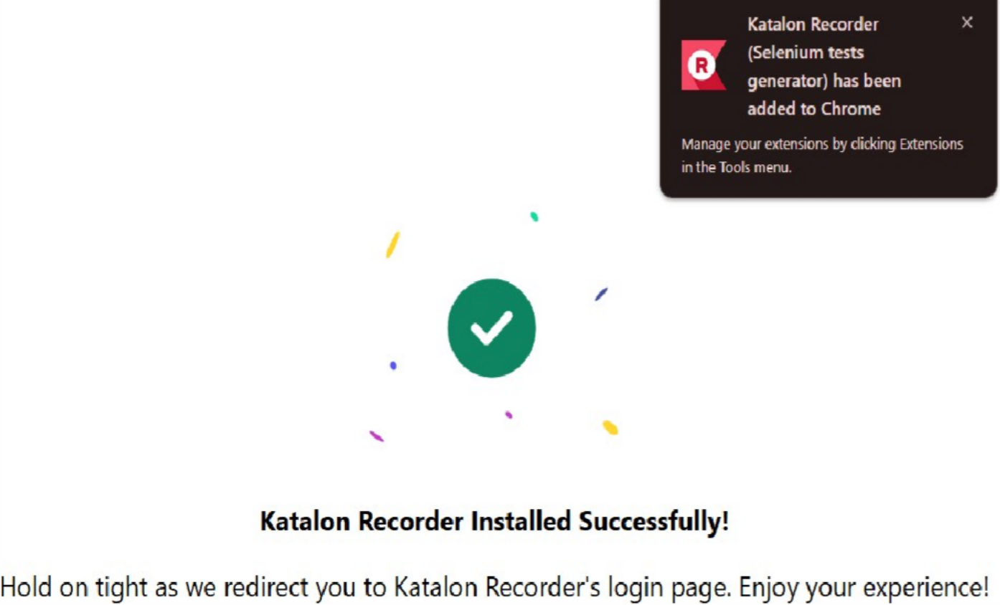 Katalon Recorder
(Selenium tests
generator) has been
added to Chrome
Manage your extensions by clicking Extensions
in the Tools menu.
R
Katalon Recorder Installed Successfully!
Hold on tight as we redirect you to Katalon Recorder's login page. Enjoy your experience!